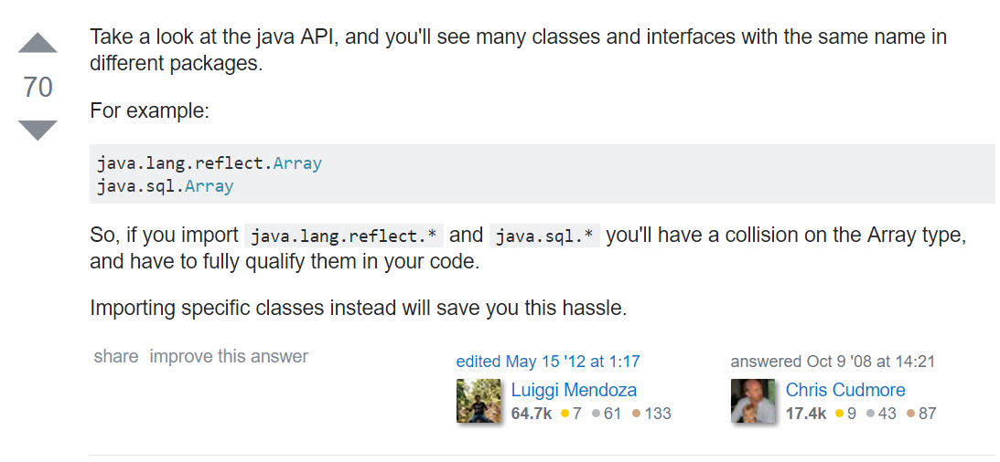 Take a look at the java API, and you'll see many classes and interfaces with the same name in
different packages.
70
For example:
java.lang.reflect.Array
java.sql.Array
So, if you import java.lang.reflect.* and java.sql.* you'll have a collision on the Array type,
and have to fully qualify them in your code.
Importing specific classes instead will save you this hassle.
share improve this answer
edited May 15 '12 at 1:17
Luiggi Mendoza
64.7k 7 61 133
answered Oct 9 '08 at 14:21
Chris Cudmore
17.4k 9 43 87